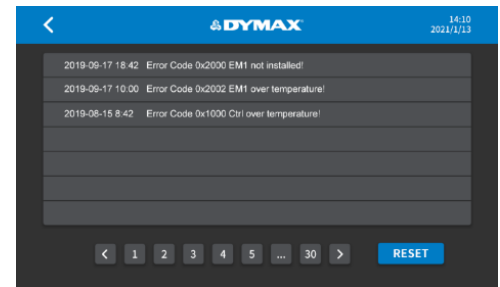 DYMAX
14:10
2021/1/13
2019-09-17 18:42 Error Code 0x2000 EM1 not installed!
2019-09-17 10:00 Error Code 0x2002 EM1 over temperature!
2019-08-15 8:42 Error Code 0x1000 Ctrl over temperature!
< 1 2 3 4 5 ... 30 > RESET